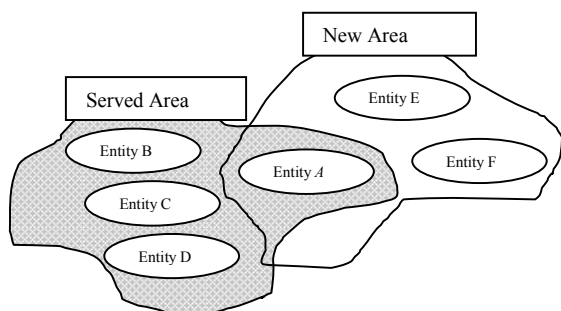 New Area
Served Area
Entity E
Entity B
Entity A
Entity F
Entity C
Entity D